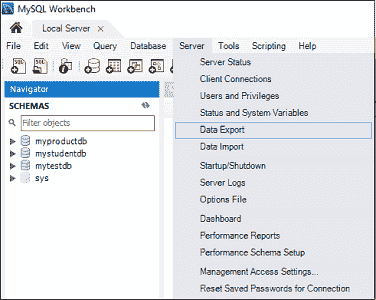 MySQL Workbench
Local Server
File Edit View Query Database Server Tools Scripting Help
Navigator
SCHEMAS
Filter objects
myproductdb
mystudentdb
mytestdb
sys
Server Status
Client Connections
Users and Privileges
Status and System Variables
Data Export
Data Import
Startup/Shutdown
Server Logs
Options File
Dashboard
Performance Reports
Performance Schema Setup
Management Access Settings...
Reset Saved Passwords for Connection